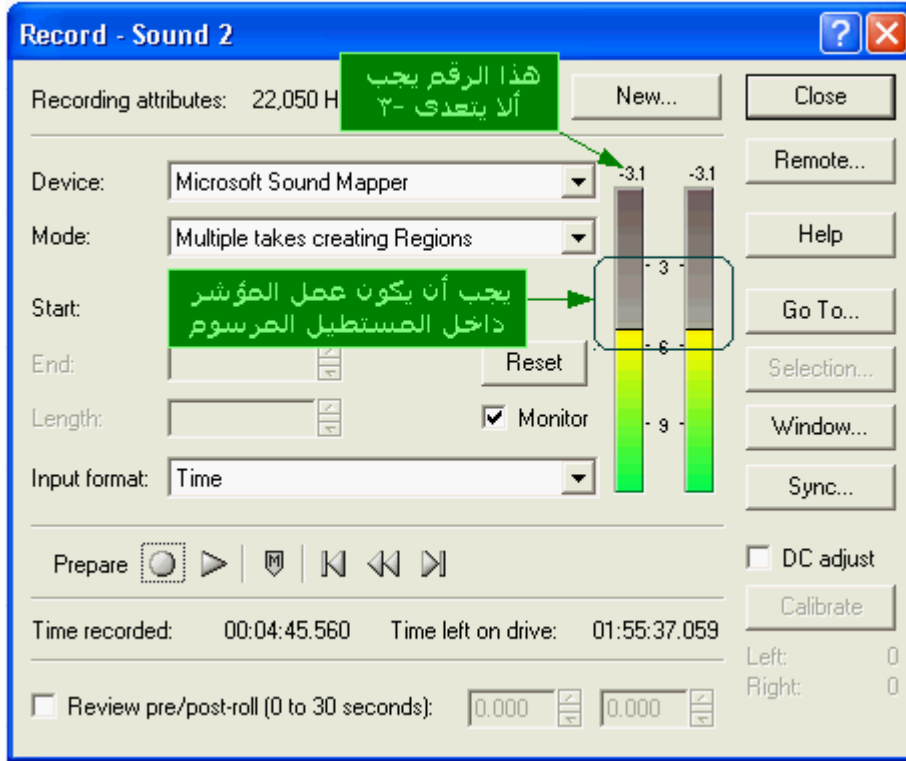 Record - Sound 2
هذا الرقم يجب
ألا يتعدى -٢
Recording attributes: 22,050 H
New...
Close
Remote...
-3.1 -3.1
Device: Microsoft Sound Mapper
Mode: Multiple takes creating Regions
Help
3
يجب أن يكون عمل المؤشر
داخل المستطيل المرسوم
Start:
Go To...
6
End:
Reset
Selection...
Length:
Monitor
9
Window...
Input format: Time
Sync...
Prepare
M
DC adjust
Calibrate
Time recorded: 00:04:45.560 Time left on drive: 01:55:37.059
Left: 0
Right: 0
Review pre/post-roll (0 to 30 seconds): 0.000 0.000